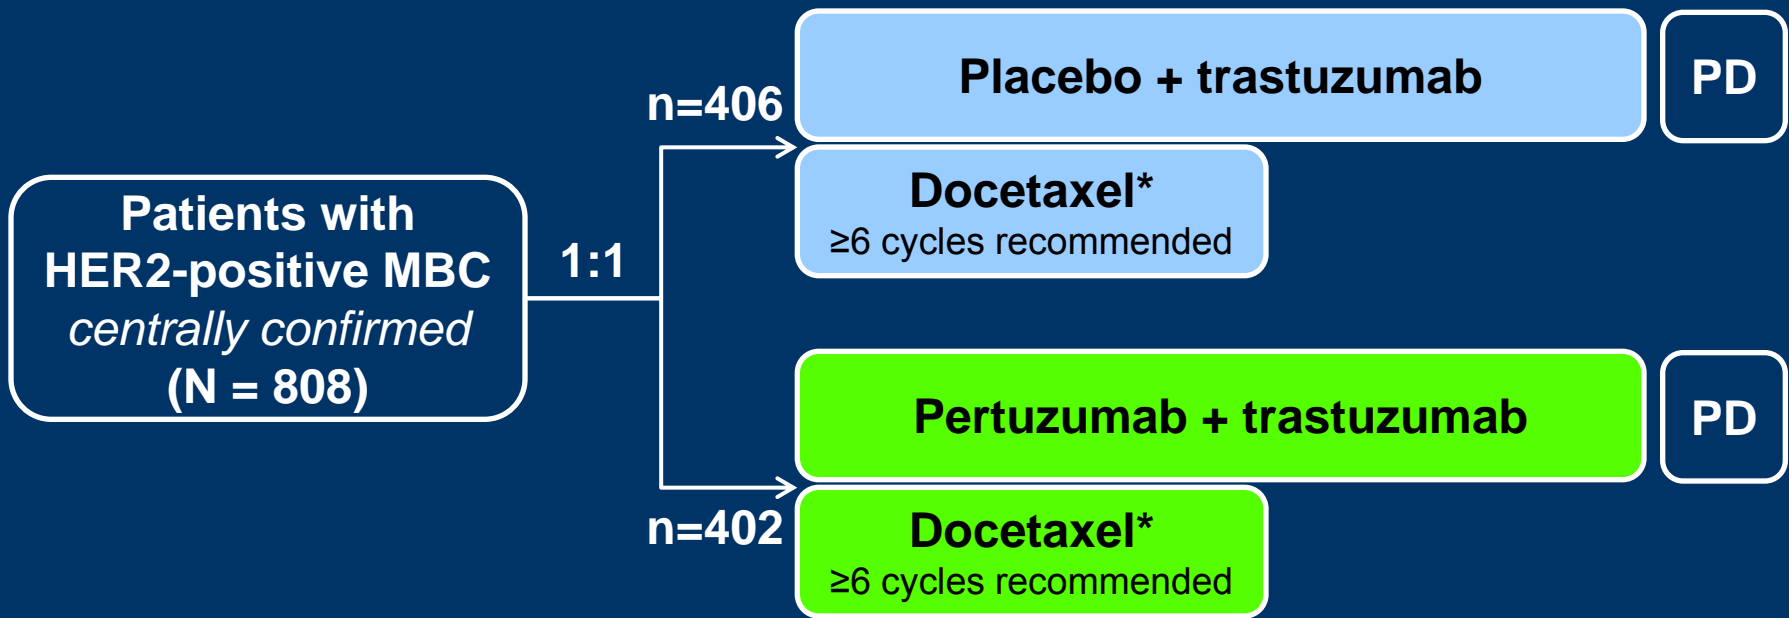 Patients with
HER2-positive MBC
centrally confirmed
(N = 808)
1:1
n=406
Placebo + trastuzumab
PD
Docetaxel*
≥6 cycles recommended
Pertuzumab + trastuzumab
PD
n=402
Docetaxel*
≥6 cycles recommended